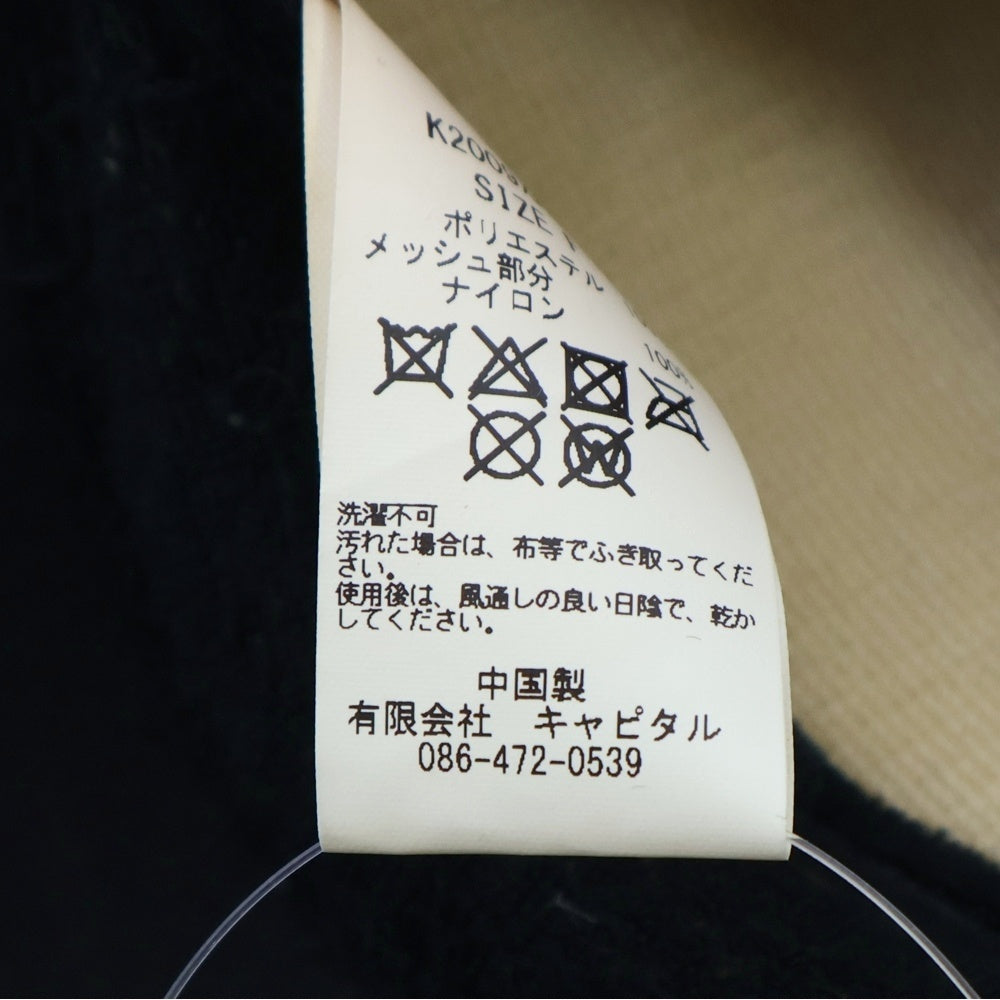 SIZE
ポリエステル
メッシュ部分
ナイロン 100%
W
洗濯不可
汚れた場合は、布等でふき取ってくだ
さい。
使用後は、風通しの良い日陰で、乾か
してください。
中国製
有限会社 キャピタル
086-472-0539